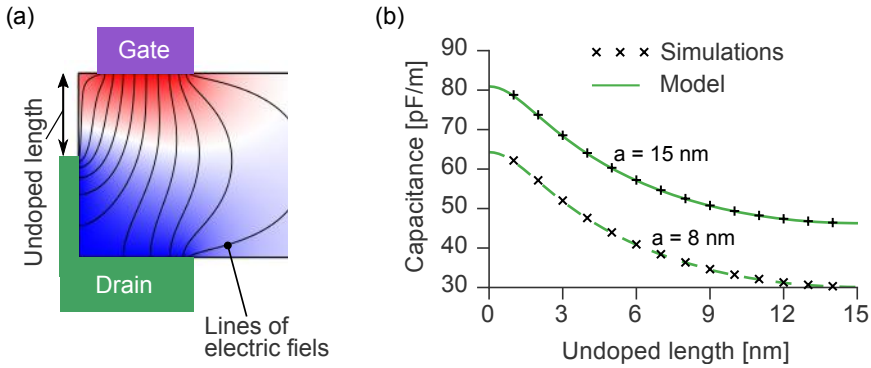 (a)
Gate
Undoped length
Drain
Lines of
electric fiels
(b)
Capacitance [pF/m]
90
80
70
60
50
40
30
× × × Simulations
Model
a = 15 nm
a = 8 nm
0 3 6 9 12 15
Undoped length [nm]